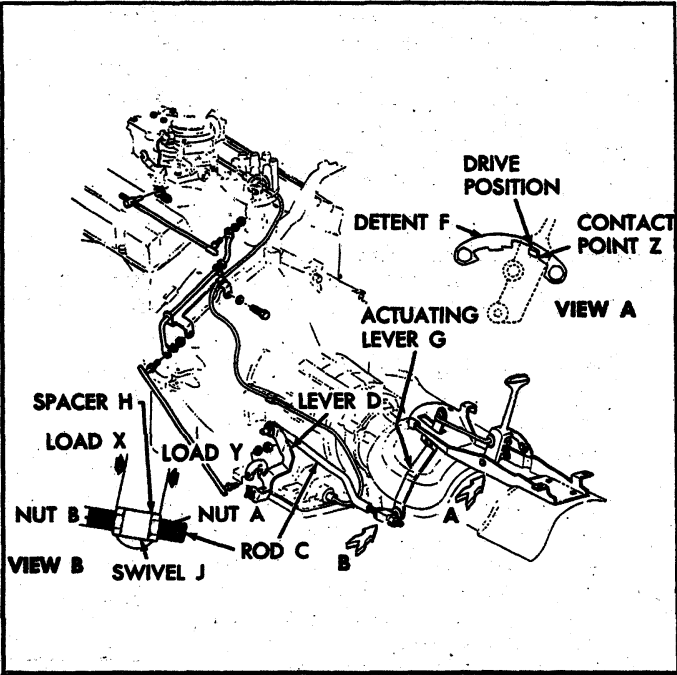 DRIVE
POSITION
DETENT F
CONTACT
POINT Z
VIEW A
ACTUATING
LEVER G
SPACER H
LEVER D
LOAD X
LOAD Y
NUT B
NUT A
A
ROD C
B
VIEW B
SWIVEL J